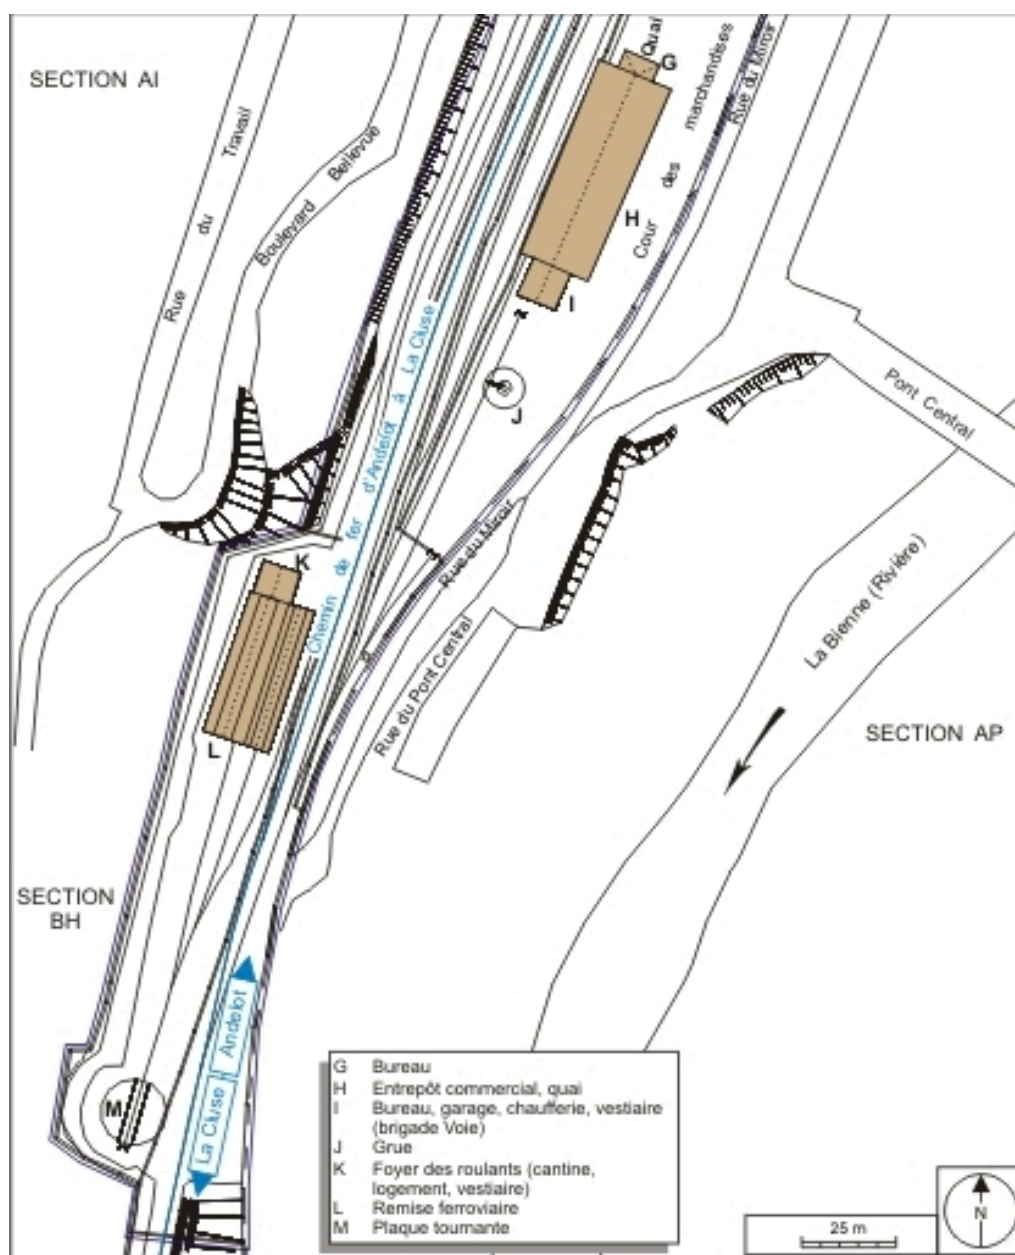 SECTION AI
Rue du Travail
Boulevard Bellevue
Quai
G
Cour des marchandises
Rue du Miroir
H
I
J
Chemin de fer d'Andelot à La Cluse
Pont Central
Rue du Miroir
K
Rue du Pont Central
La Bienne (Rivière)
L
SECTION AP
SECTION
BH
Andelot
La Cluse
M
G Bureau
H Entrepôt commercial, quai
I Bureau, garage, chaufferie, vestiaire
(brigade Voie)
J Grue
K Foyer des roulants (cantine,
logement, vestiaire)
L Remise ferroviaire
M Plaque tournante
25 m
N